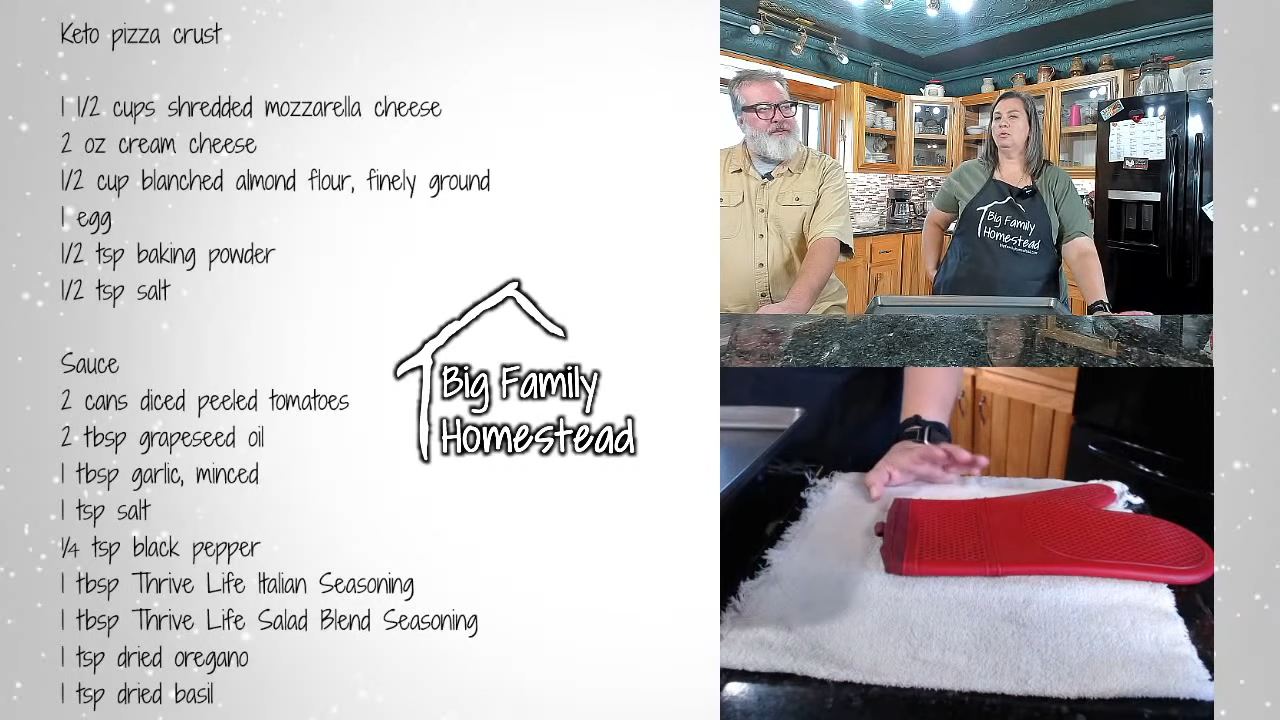 Keto pizza crust
1 1/2 cups shredded mozzarella cheese
2 oz cream cheese
1/2 cup blanched almond flour, finely ground
1 egg
1/2 tsp baking powder
1/2 tsp salt
Sauce
2 cans diced peeled tomatoes
2 tbsp grapeseed oil
1 tbsp garlic, minced
1 tsp salt
1/4 tsp black pepper
1 tbsp Thrive Life Italian Seasoning
1 tbsp Thrive Life Salad Blend Seasoning
1 tsp dried oregano
1 tsp dried basil
Big Family
Homestead
Big Family
Homestead